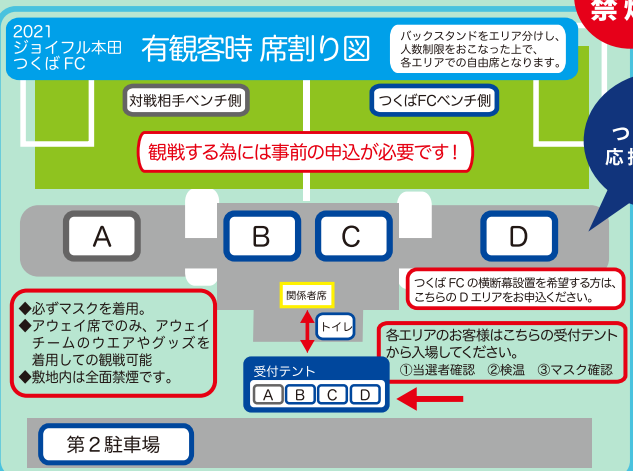 禁煙
2021
ジョイフル本田
つくばFC
有観客時 席割り図
バックスタンドをエリア分けし、
人数制限をおこなった上で、
各エリアでの自由席となります。
対戦相手ベンチ側
つくばFCベンチ側
観戦する為には事前の申込が必要です！
つ
応援
A
B
C
D
関係者席
トイレ
つくばFCの横断幕設置を希望する方は、
こちらのDエリアをお申込ください。
◆必ずマスクを着用。
◆アウェイ席でのみ、アウェイ
チームのウエアやグッズを
着用しての観戦可能
◆敷地内は全面禁煙です。
各エリアのお客様はこちらの受付テント
から入場してください。
①当選者確認 ②検温 ③マスク確認
受付テント
A B C D
第2駐車場